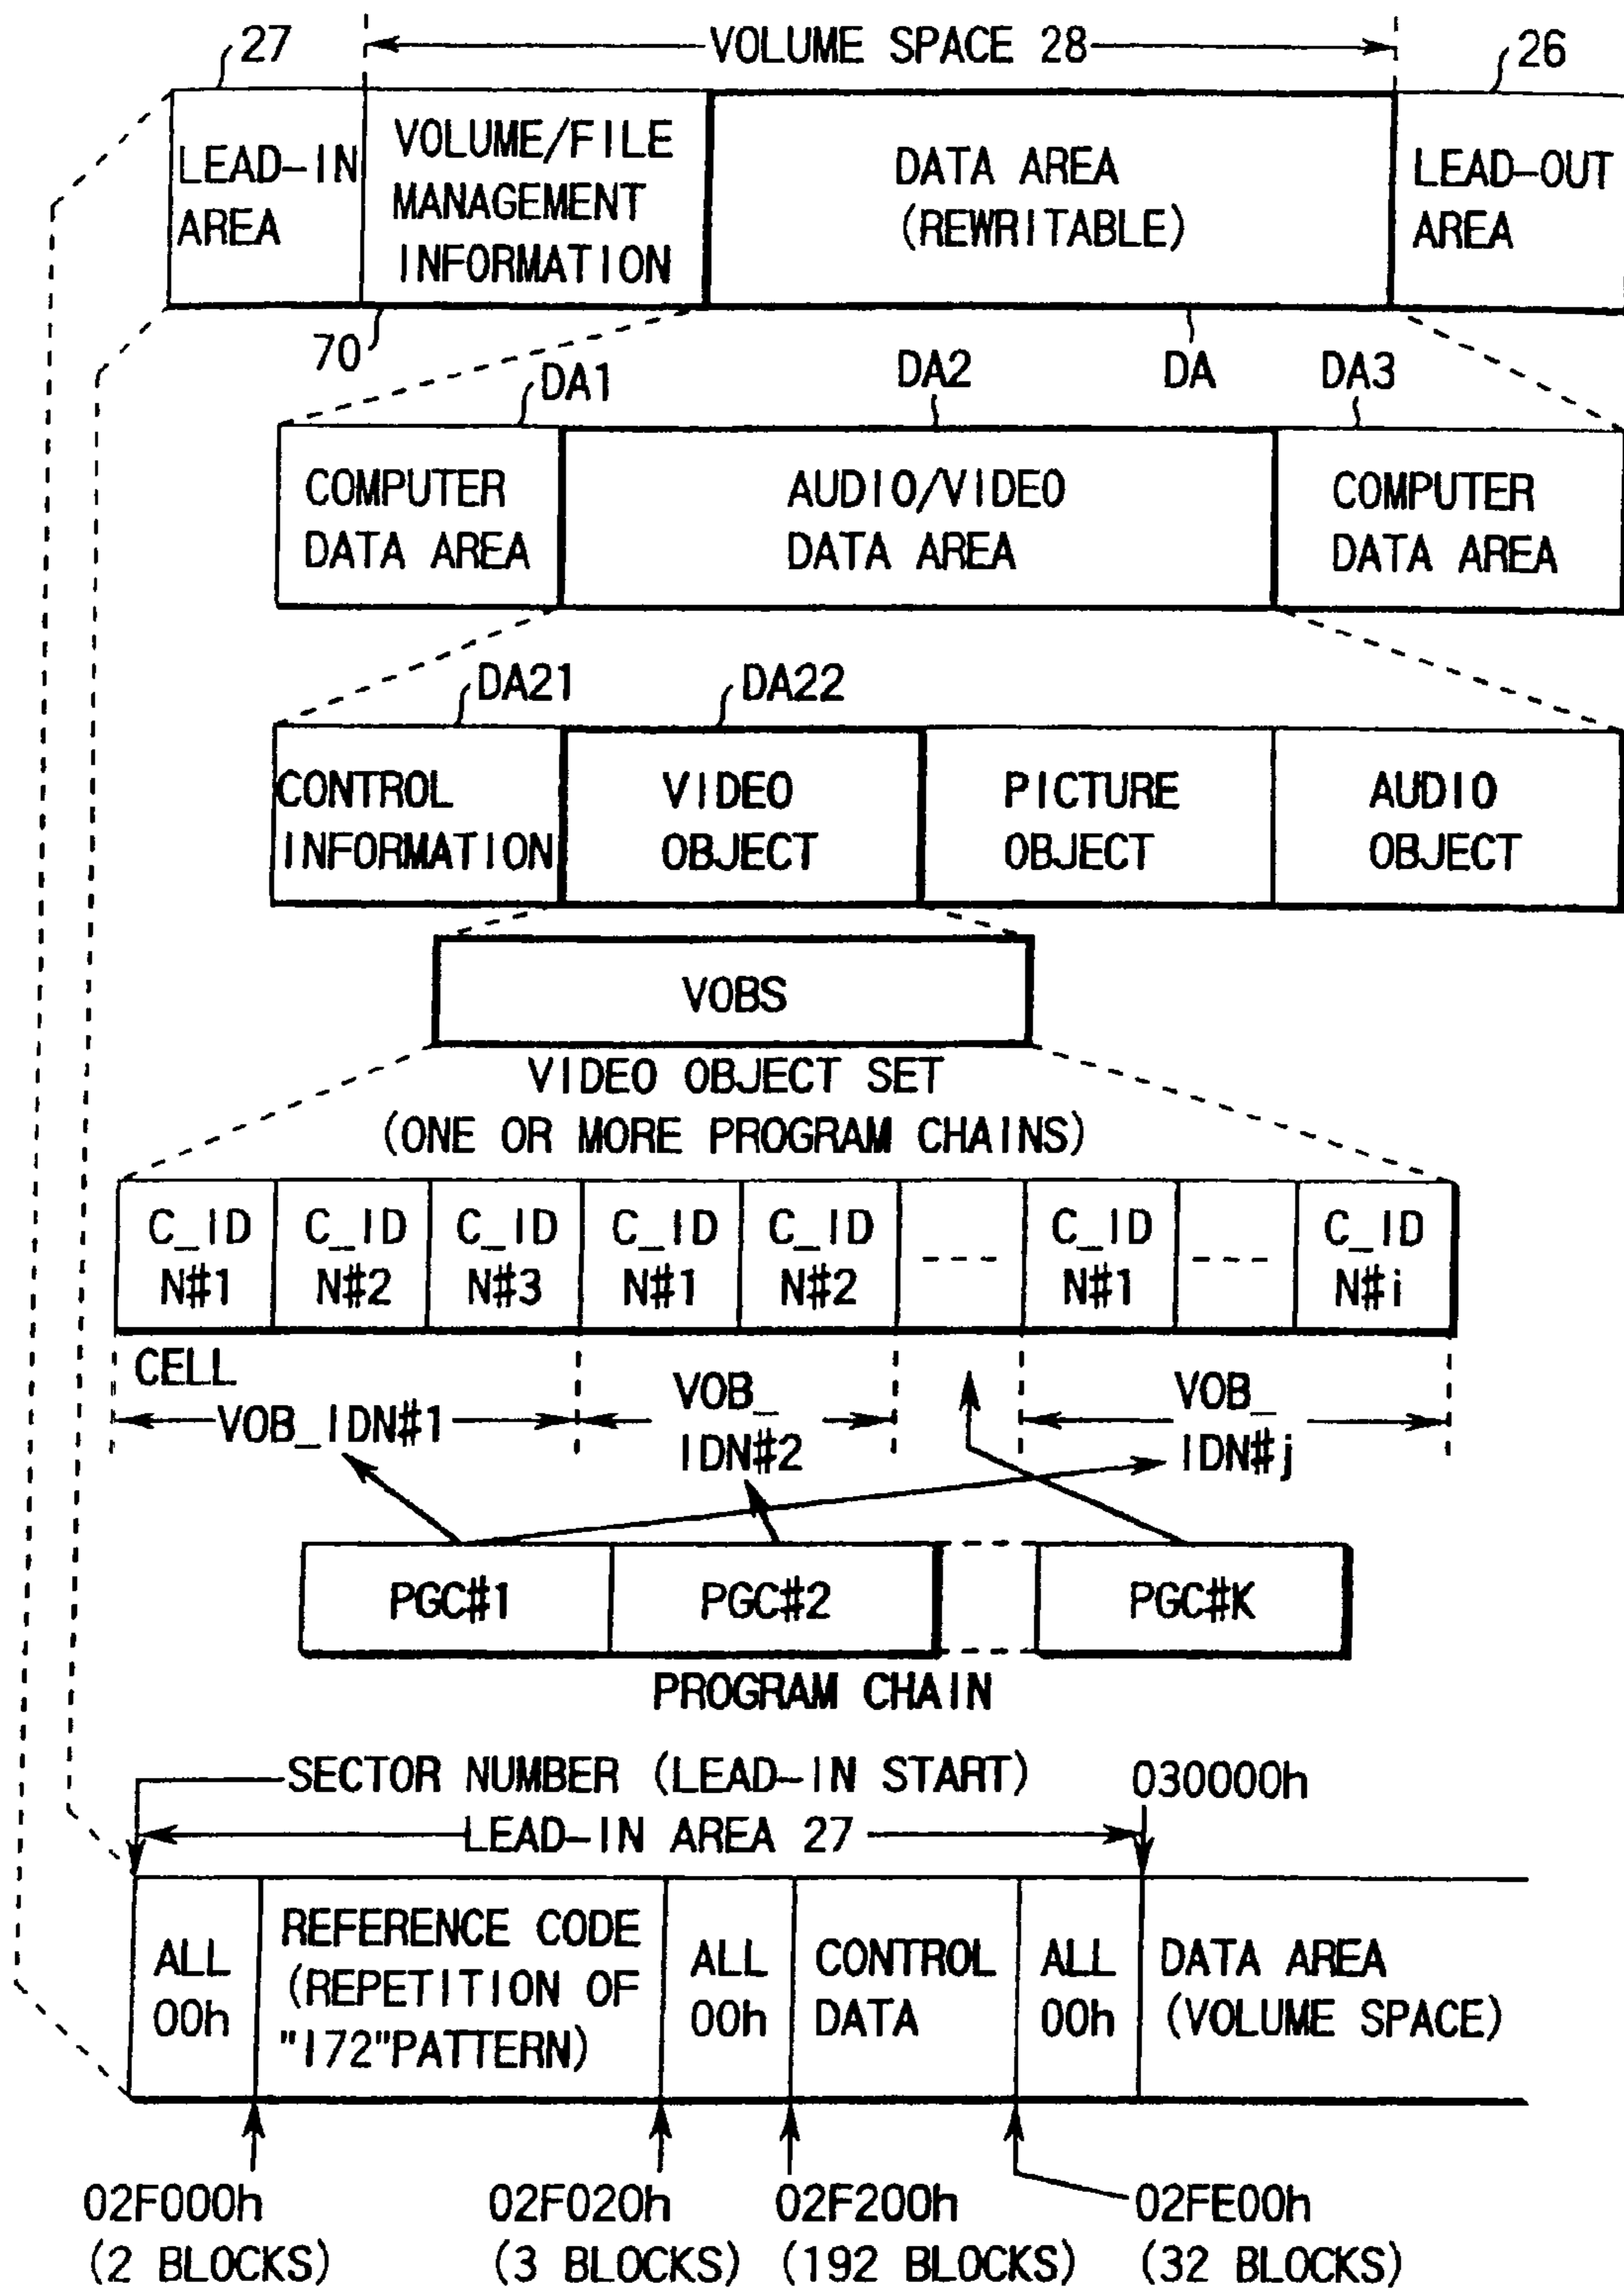 27
VOLUME SPACE 28
26
LEAD-IN
AREA
VOLUME/FILE
MANAGEMENT
INFORMATION
DATA AREA
(REWRITABLE)
LEAD-OUT
AREA
70
DA1
DA2
DA
DA3
COMPUTER
DATA AREA
AUDIO/VIDEO
DATA AREA
COMPUTER
DATA AREA
DA21
DA22
CONTROL
INFORMATION
VIDEO
OBJECT
PICTURE
OBJECT
AUDIO
OBJECT
VOBS
VIDEO OBJECT SET
(ONE OR MORE PROGRAM CHAINS)
C_ID
N#1
C_ID
N#2
C_ID
N#3
C_ID
N#1
C_ID
N#2
----
C_ID
N#1
----
C_ID
N#i
CELL
VOB_IDN#1
VOB_
IDN#2
VOB_
IDN#j
PGC#1
PGC#2
PGC#K
PROGRAM CHAIN
SECTOR NUMBER (LEAD-IN START)
030000h
LEAD-IN AREA 27
ALL
00h
REFERENCE CODE
(REPETITION OF
"172"PATTERN)
ALL
00h
CONTROL
DATA
ALL
00h
DATA AREA
(VOLUME SPACE)
02F000h
(2 BLOCKS)
02F020h
(3 BLOCKS)
02F200h
(192 BLOCKS)
02FE00h
(32 BLOCKS)